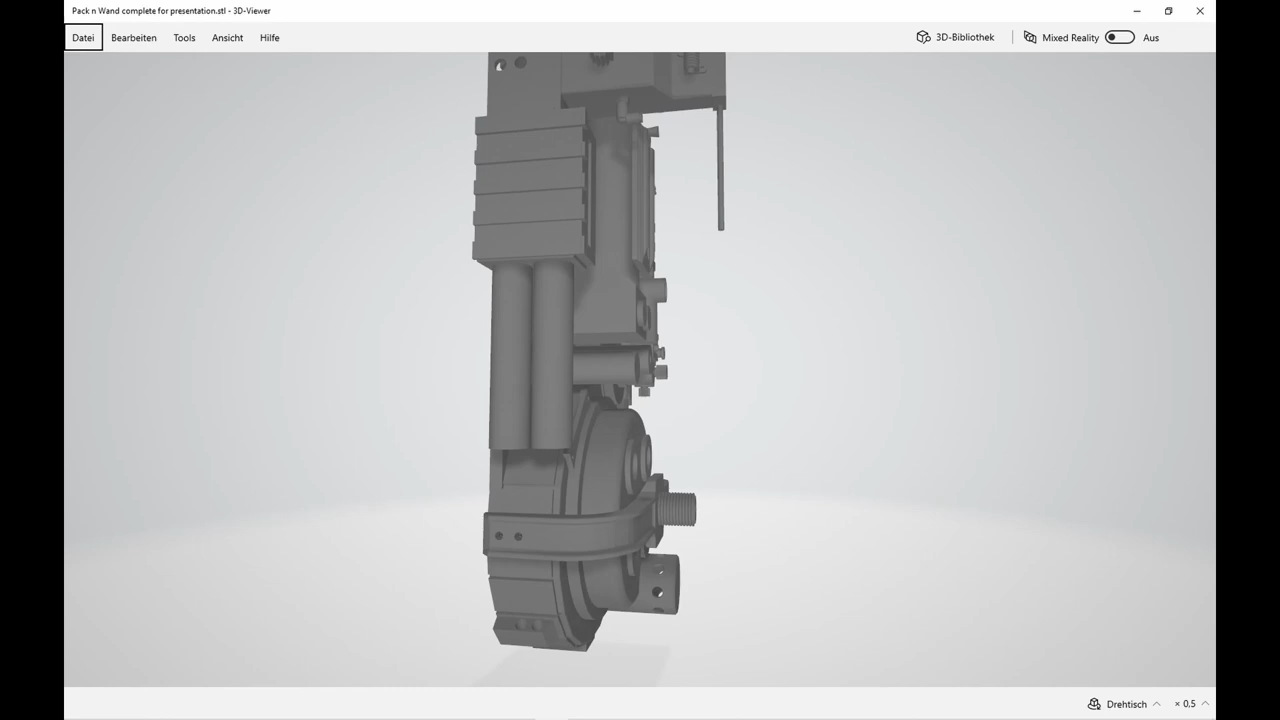 Pack n Wand complete for presentation.stl - 3D-Viewer
Datei Bearbeiten Tools Ansicht Hilfe 3D-Bibliothek Mixed Reality Aus
Drehtisch × 0,5